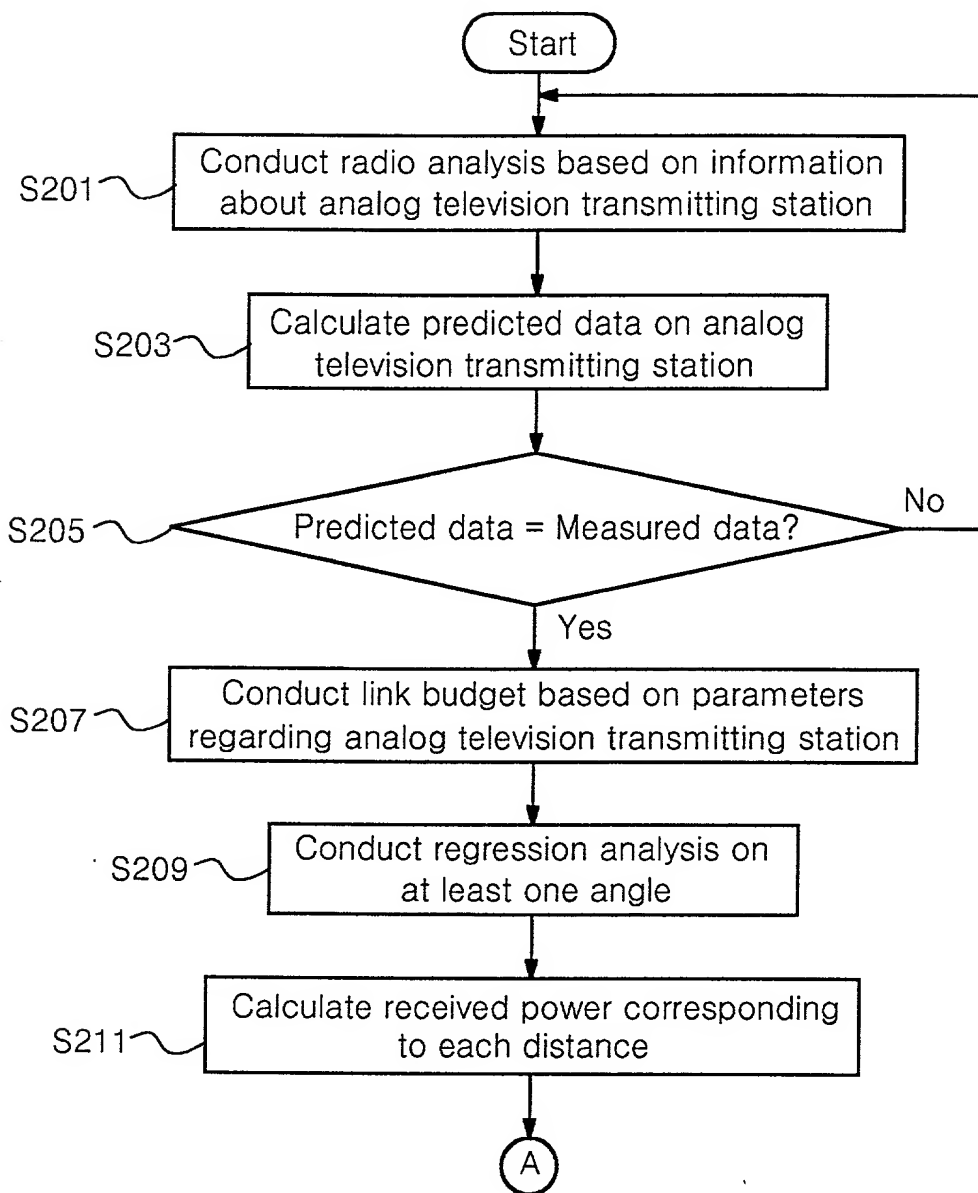 Start
S201
Conduct radio analysis based on information
about analog television transmitting station
S203
Calculate predicted data on analog
television transmitting station
S205
Predicted data = Measured data?
No
Yes
S207
Conduct link budget based on parameters
regarding analog television transmitting station
S209
Conduct regression analysis on
at least one angle
S211
Calculate received power corresponding
to each distance
A